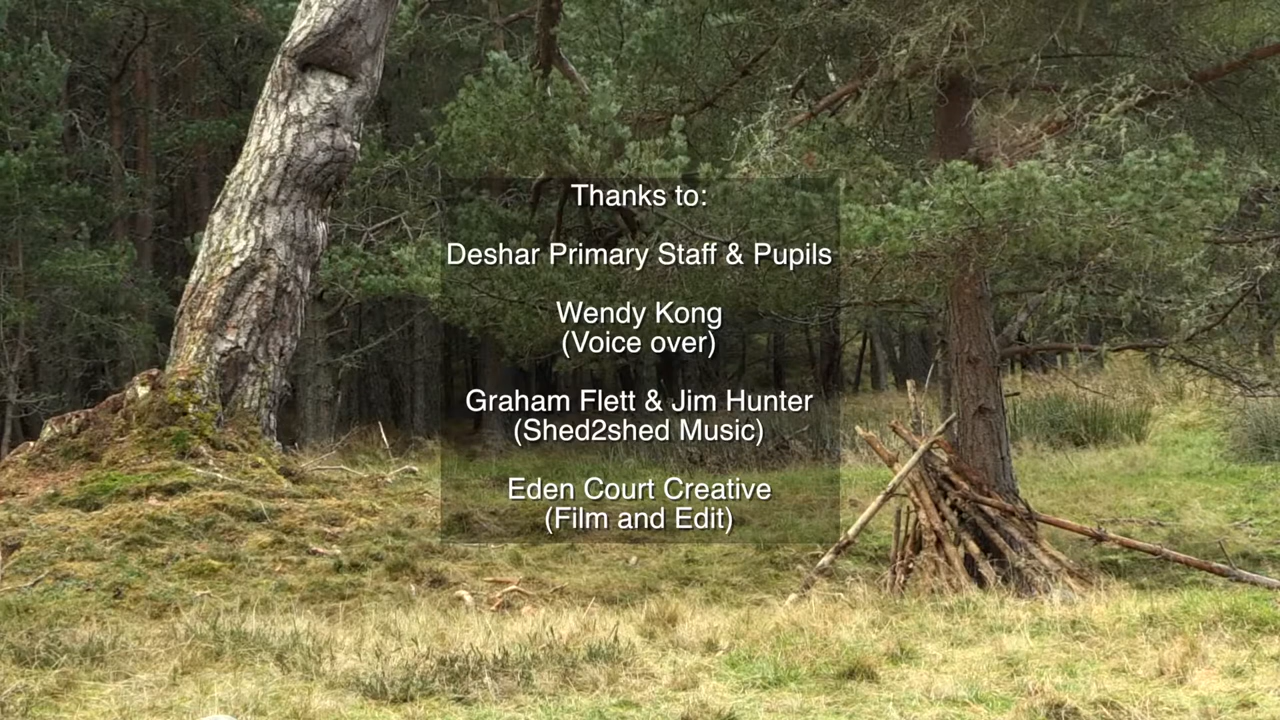 Thanks to:
Deshar Primary Staff & Pupils
Wendy Kong
(Voice over)
Graham Flett & Jim Hunter
(Shed2shed Music)
Eden Court Creative
(Film and Edit)